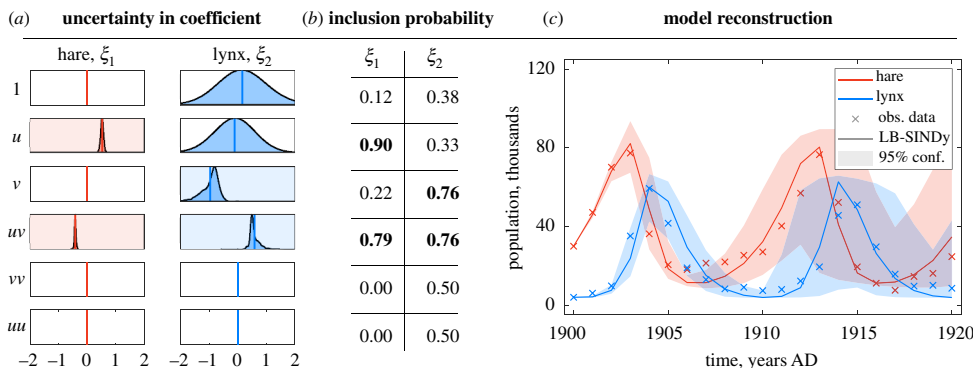 (a) uncertainty in coefficient
hare, ξ1
lynx, ξ2
1
u
v
uv
vv
uu
−2 −1 0 1 2
−2 −1 0 1 2
(b) inclusion probability
ξ1 ξ2
0.12 0.38
0.90 0.33
0.22 0.76
0.79 0.76
0.00 0.50
0.00 0.50
(c) model reconstruction
population, thousands
120
80
40
0
hare
lynx
obs. data
LB-SINDy
95% conf.
1900 1905 1910 1915 1920
time, years AD